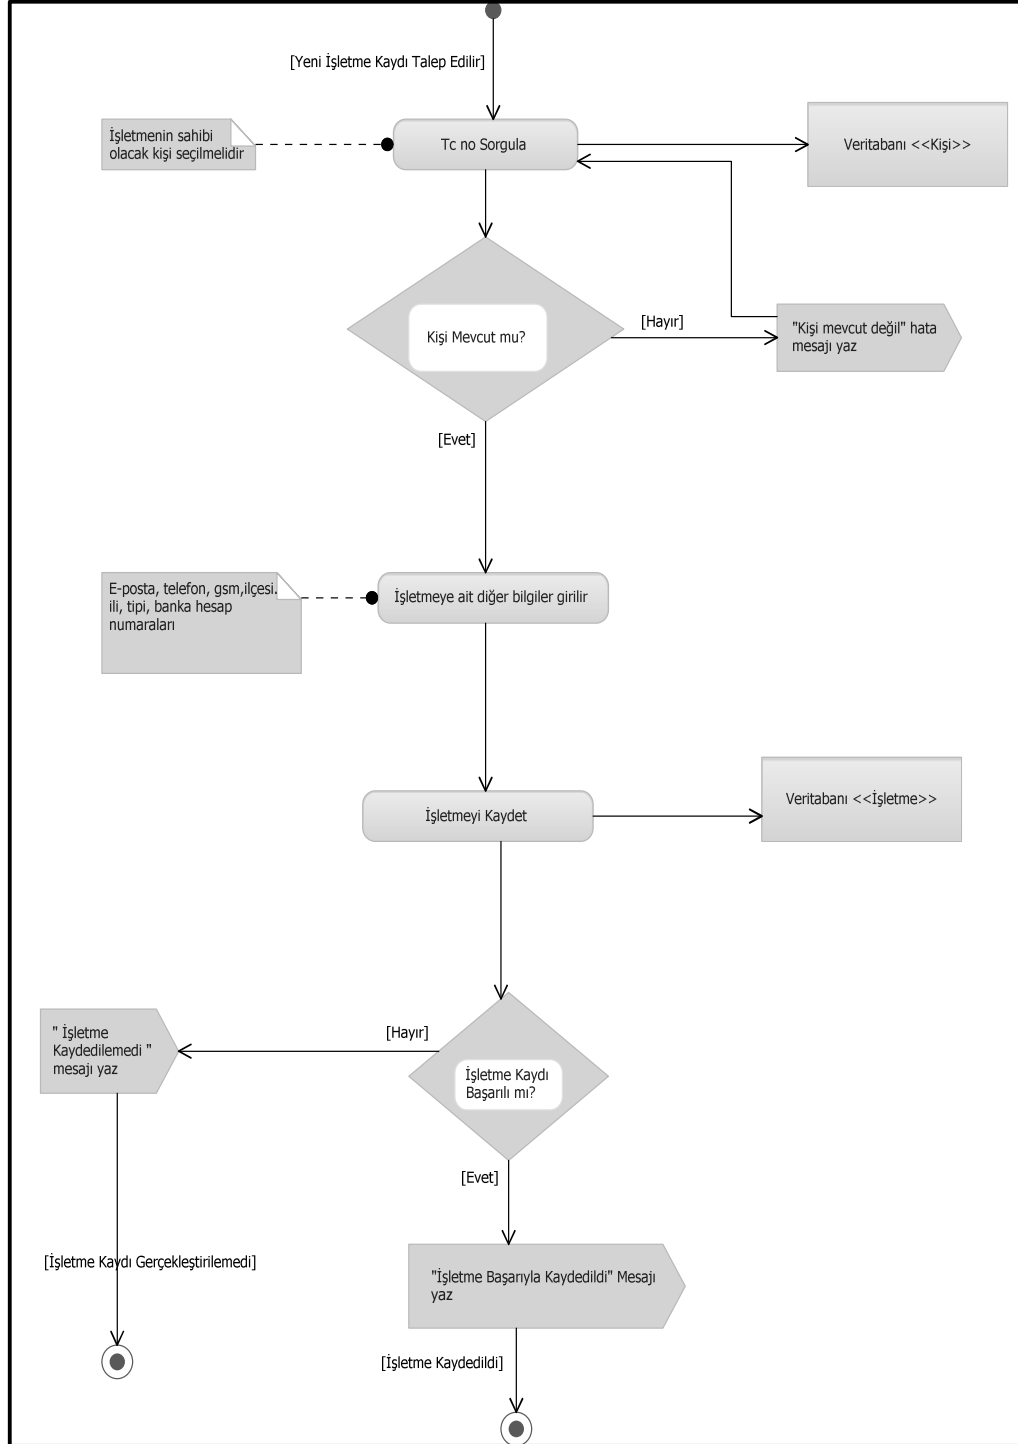 [Yeni İşletme Kaydı Talep Edilir]
İşletmenin sahibi
olacak kişi seçilmelidir
Tc no Sorgula
Veritabanı <<Kişi>>
Kişi Mevcut mu?
[Hayır]
"Kişi mevcut değil" hata
mesajı yaz
[Evet]
E-posta, telefon, gsm,ilçesi.
ili, tipi, banka hesap
numaraları
İşletmeye ait diğer bilgiler girilir
Veritabanı <<İşletme>>
İşletmeyi Kaydet
" İşletme
Kaydedilemedi "
mesajı yaz
[Hayır]
İşletme Kaydı
Başarılı mı?
[Evet]
[İşletme Kaydı Gerçekleştirilemedi]
"İşletme Başarıyla Kaydedildi" Mesajı
yaz
[İşletme Kaydedildi]